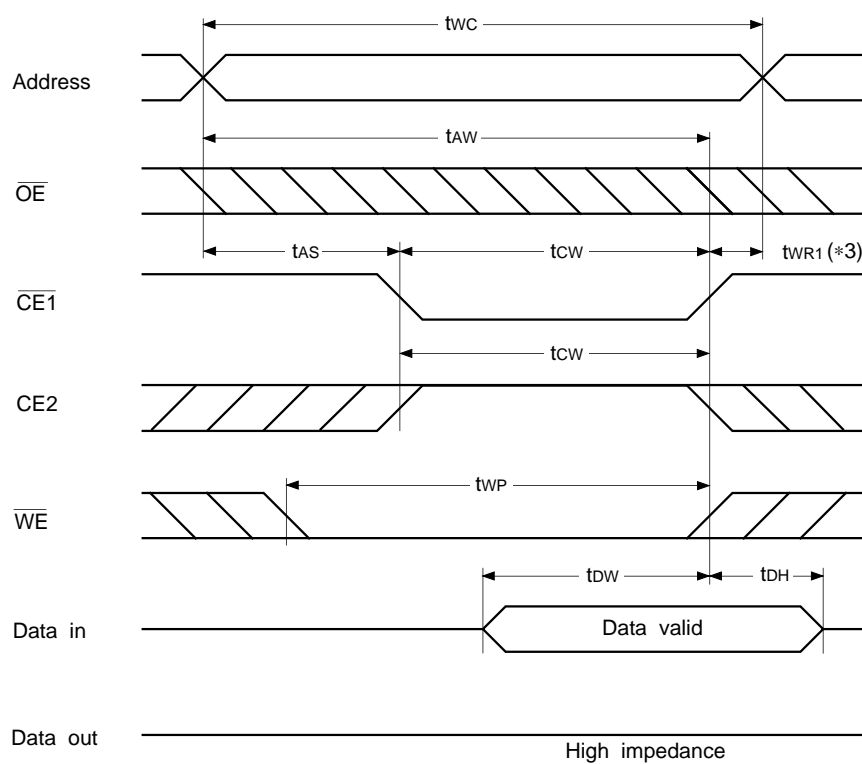 tWC
Address
tAW
OE
tAS tCW tWR1 (*3)
CE1
tCW
CE2
tWP
WE
tDW tDH
Data in Data valid
Data out
High impedance